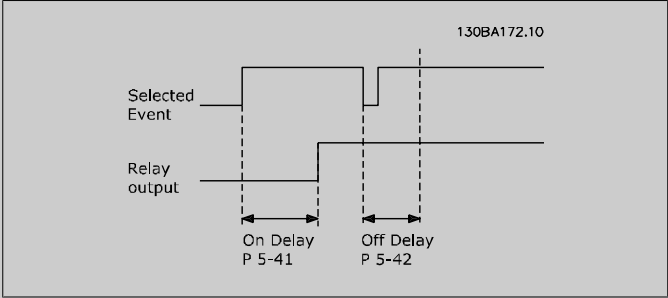 130BA172.10
Selected
Event
Relay
output
On Delay
P 5-41
Off Delay
P 5-42